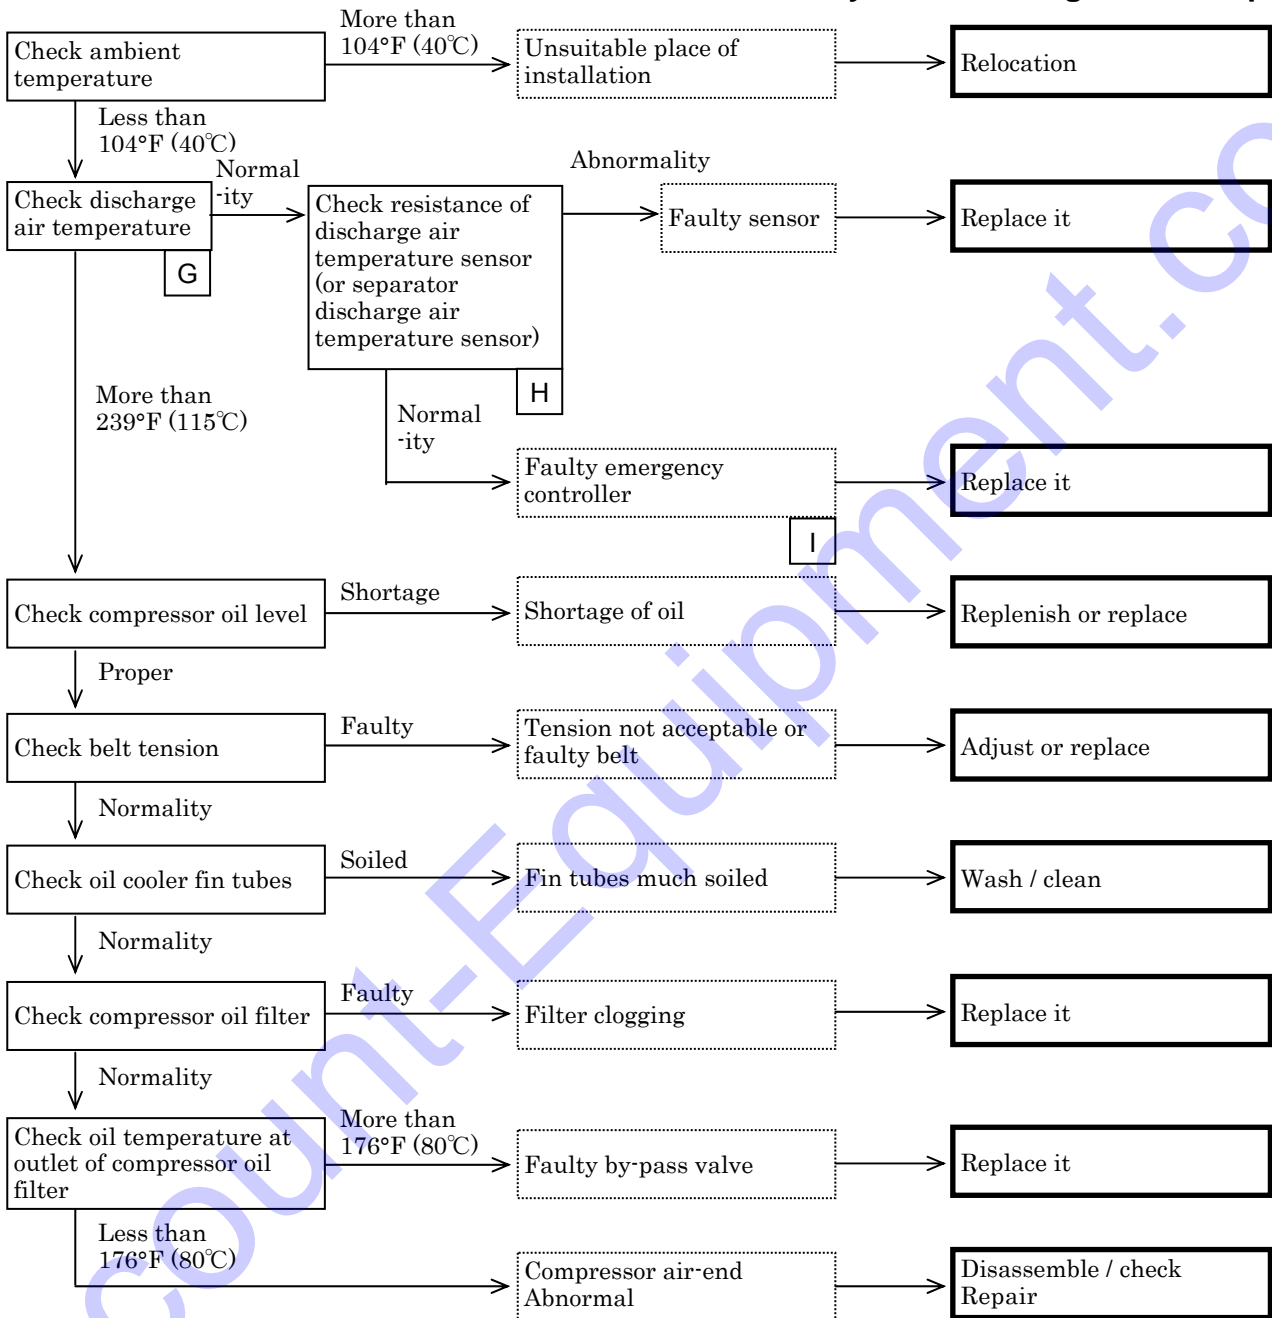 More than
104°F (40℃)
Check ambient
temperature
Unsuitable place of
installation
Relocation
Less than
104°F (40℃)
Normal
-ity
Abnormality
Check discharge
air temperature
G
Check resistance of
discharge air
temperature sensor
(or separator
discharge air
temperature sensor)
H
Faulty sensor
Replace it
More than
239°F (115℃)
Normal
-ity
Faulty emergency
controller
I
Replace it
Check compressor oil level
Shortage
Shortage of oil
Replenish or replace
Proper
Check belt tension
Faulty
Tension not acceptable or
faulty belt
Adjust or replace
Normality
Check oil cooler fin tubes
Soiled
Fin tubes much soiled
Wash / clean
Normality
Check compressor oil filter
Faulty
Filter clogging
Replace it
Normality
Check oil temperature at
outlet of compressor oil
filter
More than
176°F (80℃)
Faulty by-pass valve
Replace it
Less than
176°F (80℃)
Compressor air-end
Abnormal
Disassemble / check
Repair
count-Equipment.co